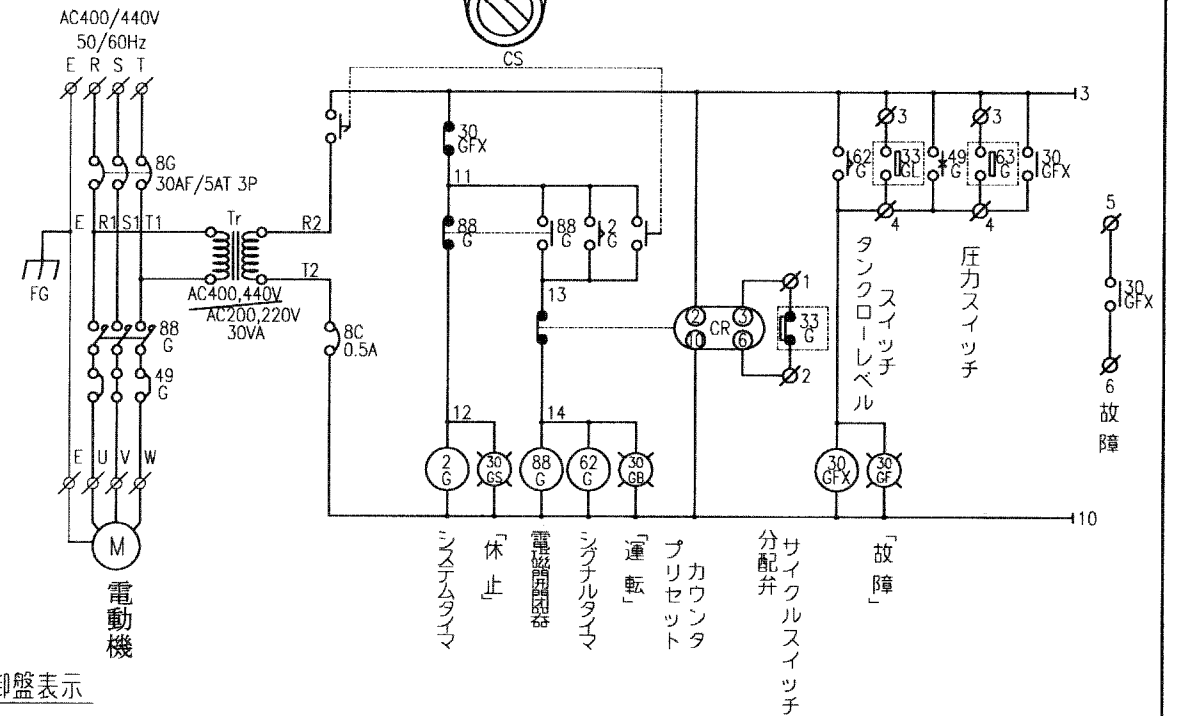 AC400/440V
50/60Hz
E R S T
8G
30AF/5AT 3P
E R1 S1 T1
FG
Tr
AC400,440V
AC200,220V
30VA
R2
T2
88
G
49
G
E U V W
M
電動機
8C
0.5A
CS
3
30
GFX
11
88
G
88
G
2
G
13
12
14
2
G
30
GS
88
G
62
G
30
GB
2
3
10
6
CR
1
33
G
2
62
G
3
33
GL
4
49
G
3
63
G
4
30
GFX
30
GFX
30
GF
10
5
30
GFX
6
故障
タンクローレベル
スイッチ
圧力スイッチ
システムタイマ
「休止」
電磁開閉器
シグナルタイマ
「運転」
プリセット
カウンタ
分配弁
サイクルスイッチ
「故障」
御盤表示